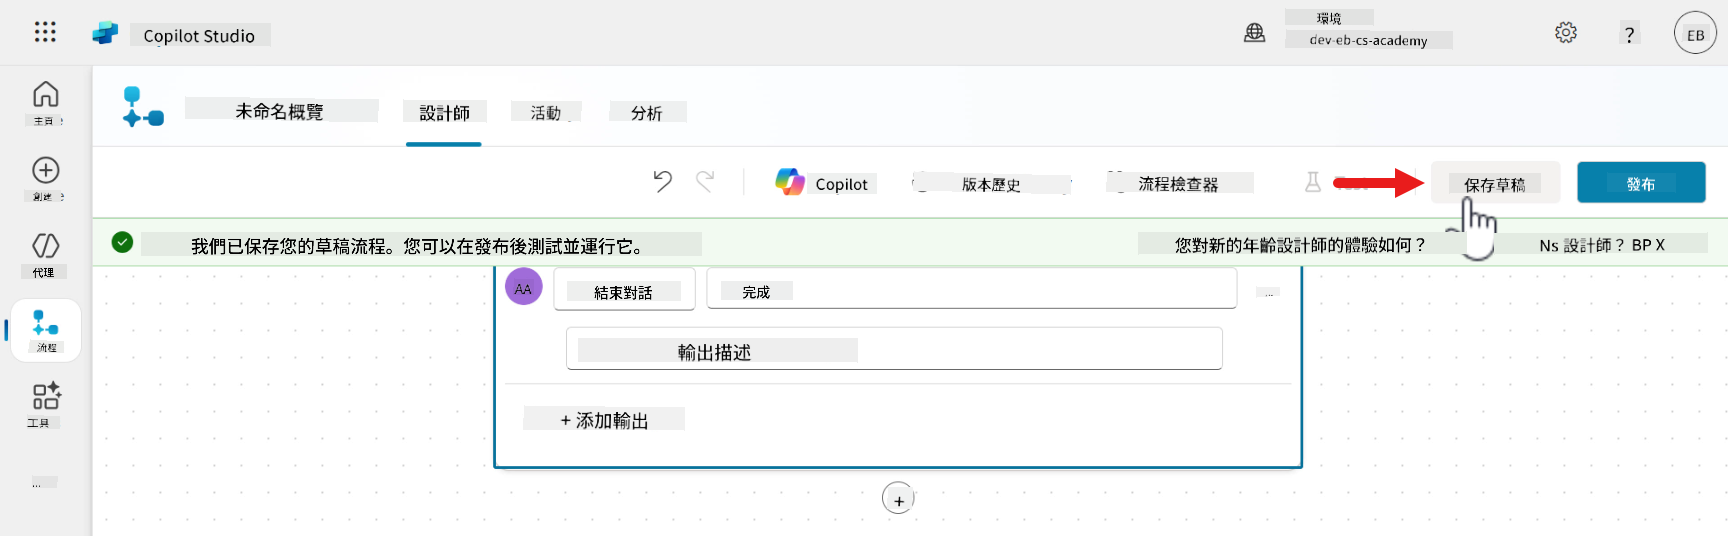 Copilot Studio
環境
dev-eb-cs-academy
?
EB
主頁
創建
代理
流程
工具
...
未命名概覽
設計師
活動
分析
Copilot
版本歷史
流程檢查器
保存草稿
發布
我們已保存您的草稿流程。您可以在發布後測試並運行它。
您對新的年齡設計師的體驗如何？
Ns 設計師？ BP X
AA
結束對話
完成
...
輸出描述
+ 添加輸出
+